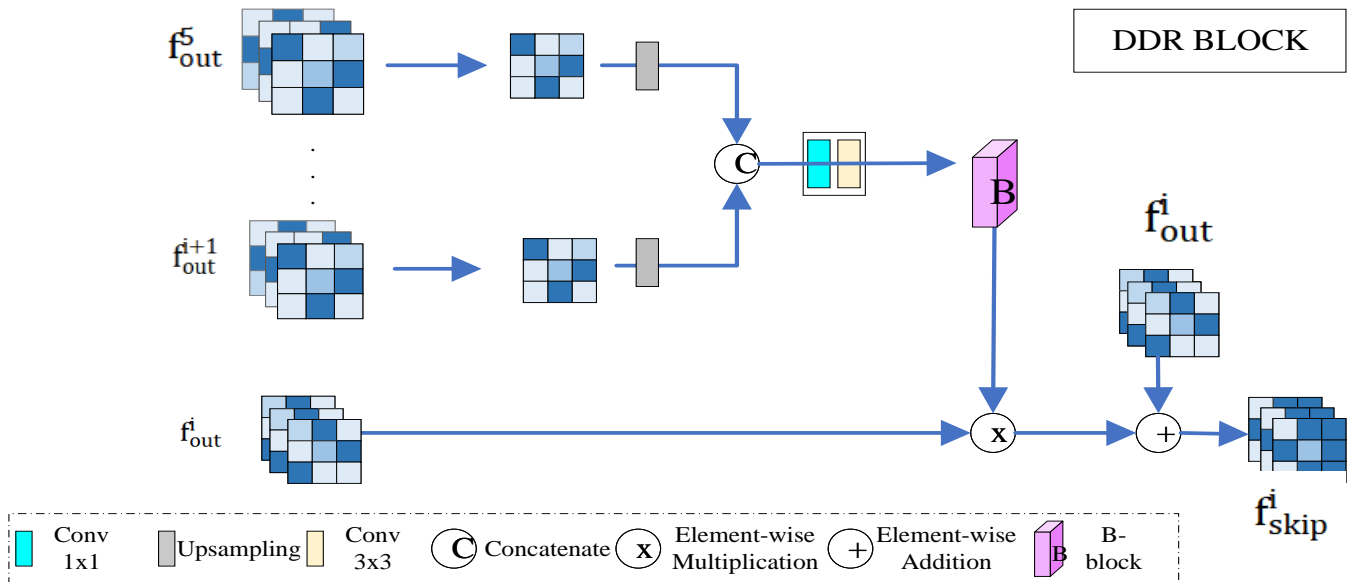 f⁵out
DDR BLOCK
C
B
fⁱ⁺¹out
fⁱout
fⁱout
x
+
fⁱskip
Conv 1x1
Upsampling
Conv 3x3
C Concatenate
x Element-wise Multiplication
+ Element-wise Addition
B B-block